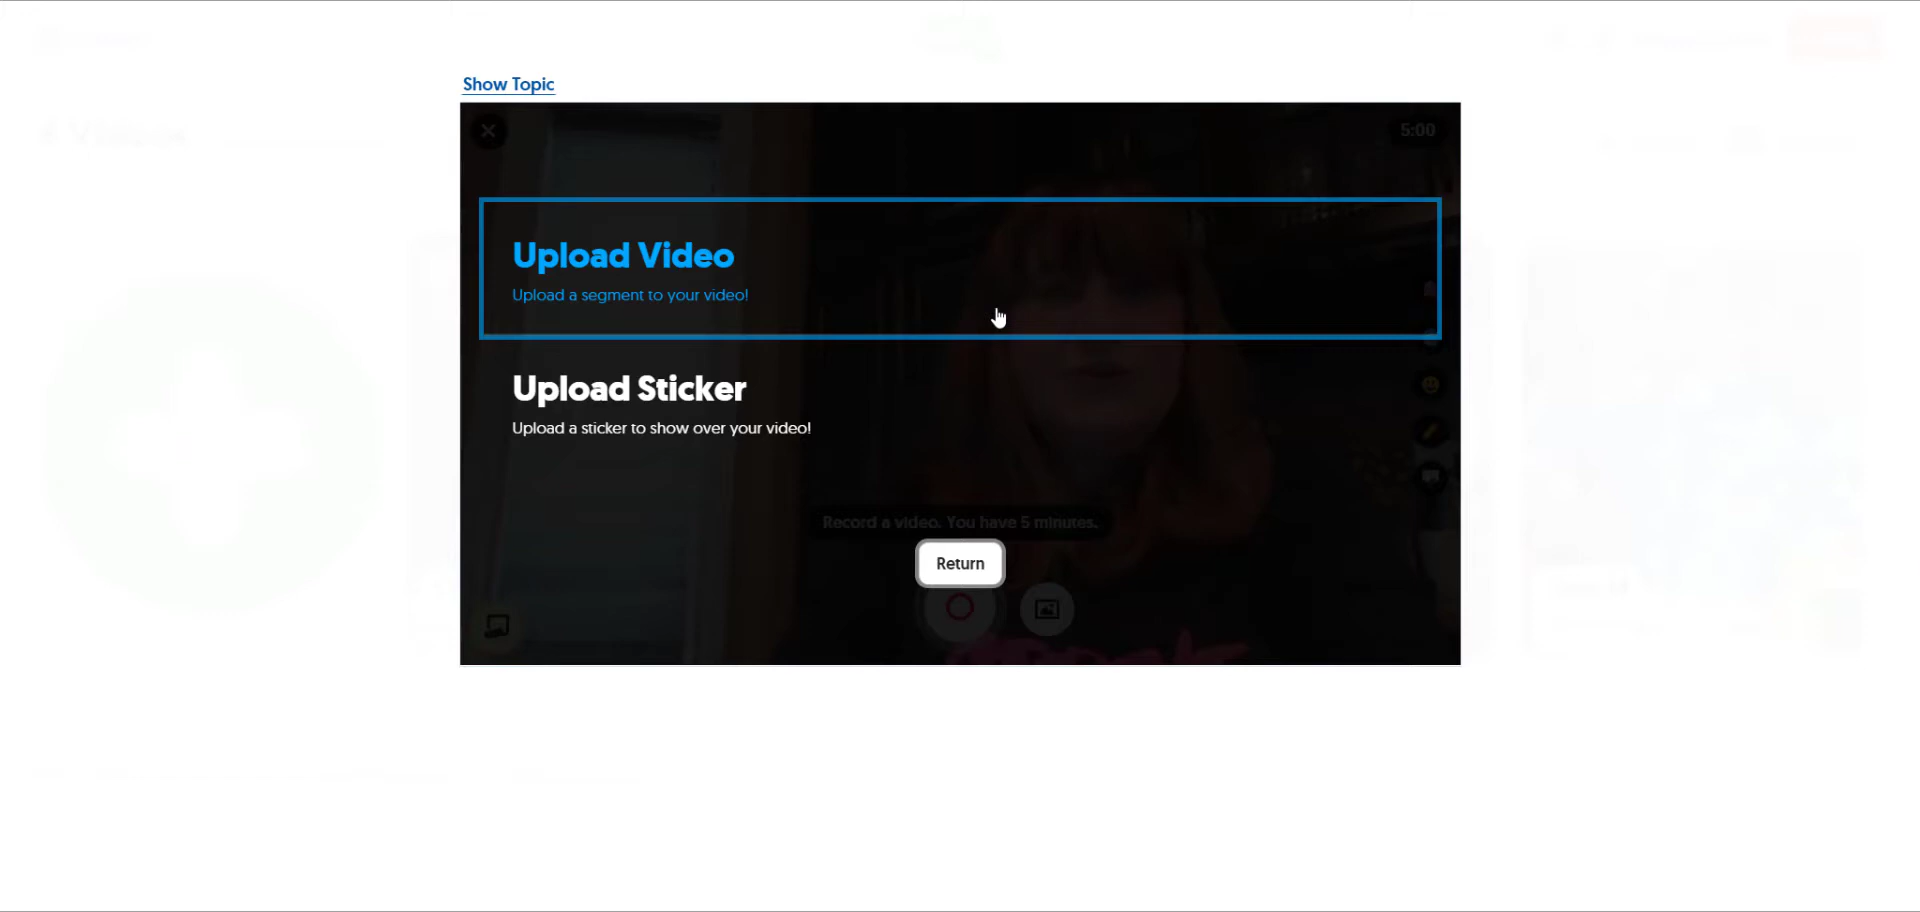 Show Topic
5:00
Upload Video
Upload a segment to your video!
Upload Sticker
Upload a sticker to show over your video!
Record a video. You have 5 minutes.
Return